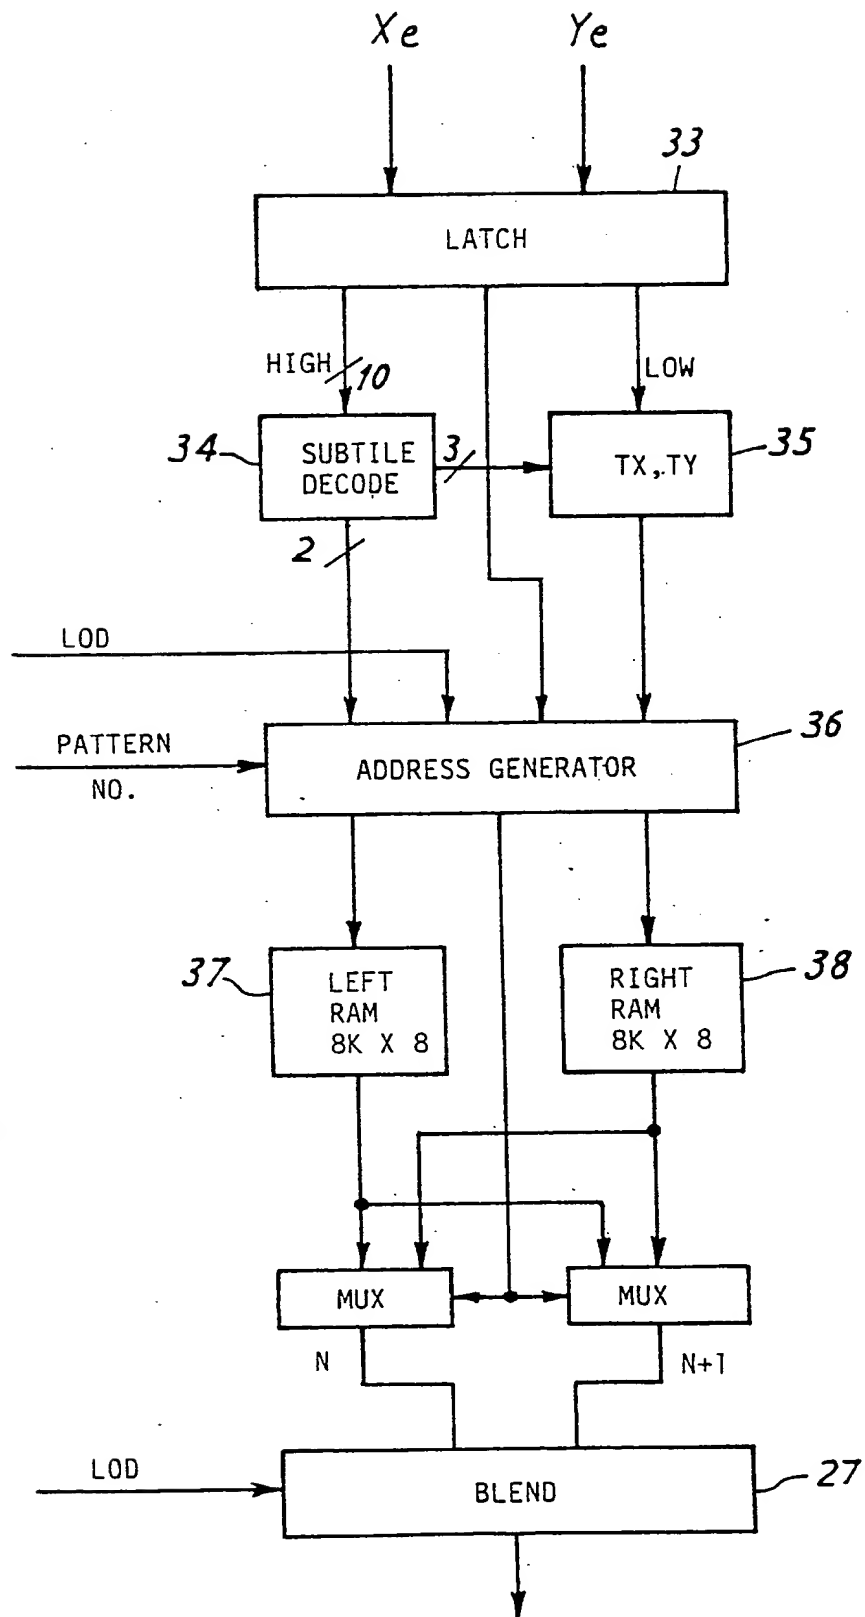 Xe Ye
33
LATCH
HIGH 10 LOW
34 SUBTILE DECODE 3 TX, TY 35
2
LOD
PATTERN NO.
ADDRESS GENERATOR 36
37 LEFT RAM 8K X 8
RIGHT RAM 8K X 8 38
MUX MUX
N N+1
LOD
BLEND 27